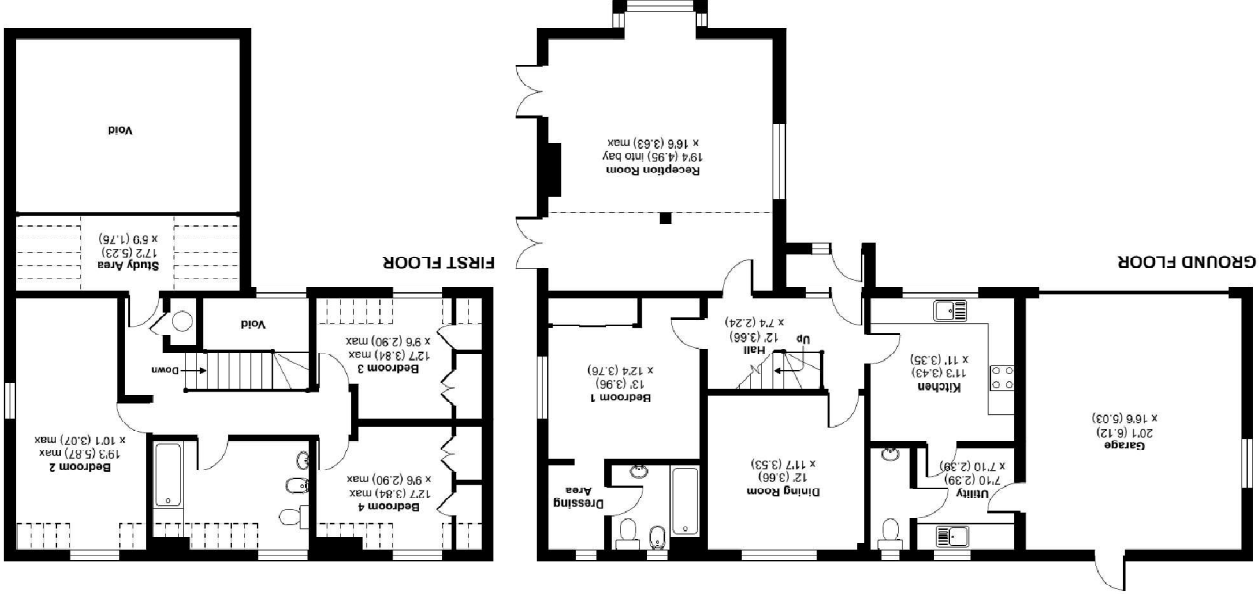 Utility
7'10 (2.39)
x 7'10 (2.39)
Garage
20'1 (6.12)
x 16'6 (5.03)
Kitchen
11'3 (3.43)
x 11' (3.35)
Dining Room
12' (3.66)
x 11'7 (3.53)
Dressing
Area
Bedroom 1
13' (3.96)
x 12'4 (3.76)
Up
Hall
12' (3.66)
x 7'4 (2.24)
GROUND FLOOR
Reception Room
19'4 (4.95) into bay
x 16'6 (3.63) max
Bedroom 4
12'7 (3.84) max
x 9'6 (2.90) max
Bedroom 2
19'3 (5.87) max
x 10'1 (3.07) max
Bedroom 3
12'7 (3.84) max
x 9'6 (2.90) max
Down
Void
FIRST FLOOR
Study Area
17'2 (5.23)
x 5'9 (1.75)
Void